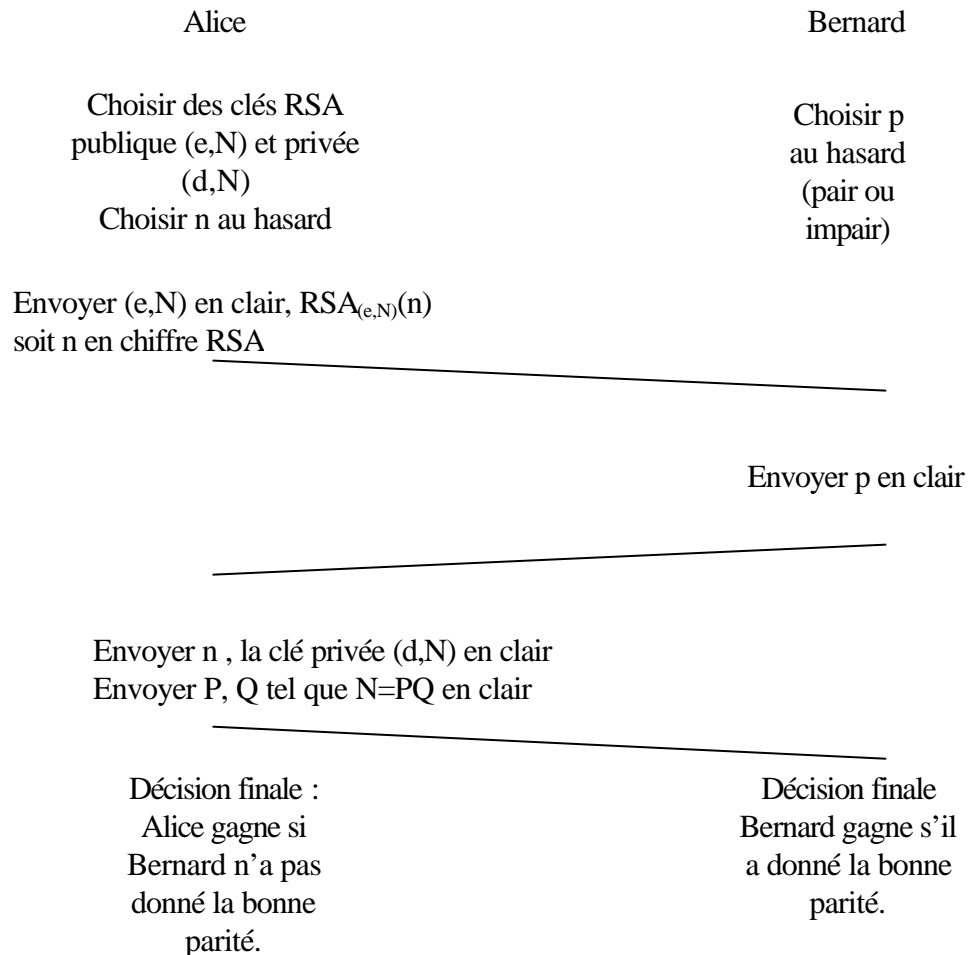 Alice
Bernard
Choisir des clés RSA
publique (e,N) et privée
(d,N)
Choisir n au hasard
Choisir p
au hasard
(pair ou
impair)
Envoyer (e,N) en clair, RSA(e,N)(n)
soit n en chiffre RSA
Envoyer p en clair
Envoyer n , la clé privée (d,N) en clair
Envoyer P, Q tel que N=PQ en clair
Décision finale :
Alice gagne si
Bernard n’a pas
donné la bonne
parité.
Décision finale
Bernard gagne s’il
a donné la bonne
parité.